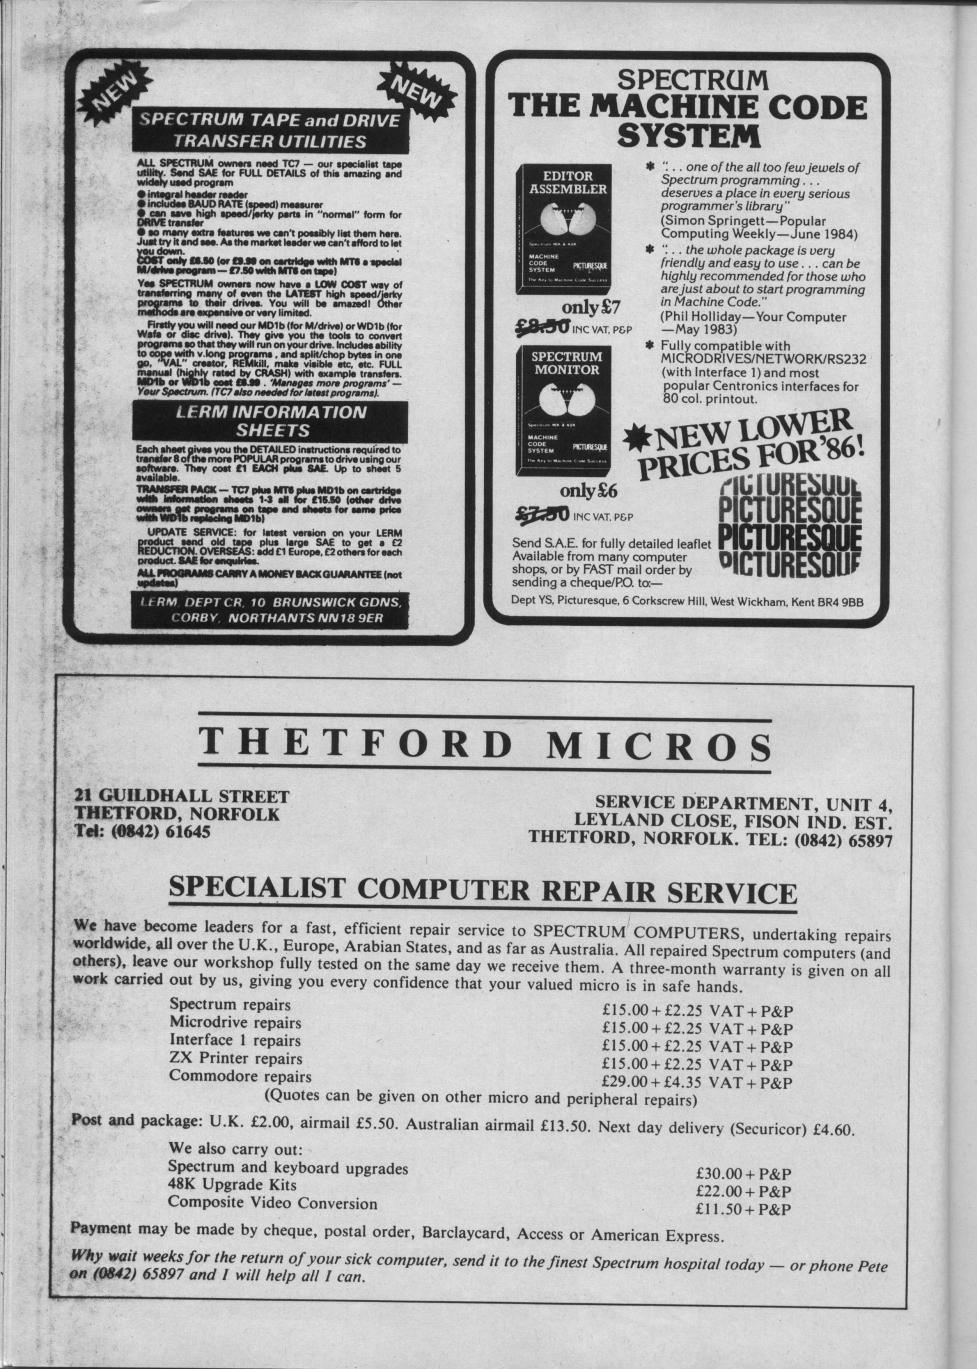 NEW
NEW
SPECTRUM TAPE and DRIVE
TRANSFER UTILITIES
ALL SPECTRUM owners need TC7 — our specialist tape
utility. Send SAE for FULL DETAILS of this amazing and
widely used program
● integral header reader
● includes BAUD RATE (speed) measurer
● can save high speed/jerky parts in "normal" form for
DRIVE transfer
● so many extra features we can't possibly list them here.
Just try it and see. As the market leader we can't afford to let
you down.
COST only £6.50 (or £9.99 on cartridge with MT6 a special
M/drive program — £7.50 with MT6 on tape)
Yes SPECTRUM owners now have a LOW COST way of
transferring many of even the LATEST high speed/jerky
programs to their drives. You will be amazed! Other
methods are expensive or very limited.
Firstly you will need our MD1b (for M/drive) or WD1b (for
Wafa or disc drive). They give you the tools to convert
programs so that they will run on your drive. Includes ability
to cope with v.long programs , and split/chop bytes in one
go, "VAL" creator, REMkill, make visible etc, etc. FULL
manual (highly rated by CRASH) with example transfers.
MD1b or WD1b cost £6.99 . 'Manages more programs' —
Your Spectrum. (TC7 also needed for latest programs).
LERM INFORMATION
SHEETS
Each sheet gives you the DETAILED instructions required to
transfer 8 of the more POPULAR programs to drive using our
software. They cost £1 EACH plus SAE. Up to sheet 5
available.
TRANSFER PACK — TC7 plus MT6 plus MD1b on cartridge
with information sheets 1-3 all for £15.50 (other drive
owners get programs on tape and sheets for same price
with WD1b replacing MD1b)
UPDATE SERVICE: for latest version on your LERM
product send old tape plus large SAE to get a £2
REDUCTION. OVERSEAS: add £1 Europe, £2 others for each
product. SAE for enquiries.
ALL PROGRAMS CARRY A MONEY BACK GUARANTEE (not
updates)
LERM, DEPT CR, 10 BRUNSWICK GDNS,
CORBY, NORTHANTS NN18 9ER
SPECTRUM
THE MACHINE CODE
SYSTEM
EDITOR
ASSEMBLER
Spectrum 16K & 48K
MACHINE
CODE
SYSTEM
PICTURESQUE
The Key to Machine Code Success
only £7
£8.50 INC VAT, P&P
SPECTRUM
MONITOR
Spectrum 16K & 48K
MACHINE
CODE
SYSTEM
PICTURESQUE
The Key to Machine Code Success
only £6
£7.50 INC VAT, P&P
✱ ". . . one of the all too few jewels of
Spectrum programming . . .
deserves a place in every serious
programmer's library"
(Simon Springett—Popular
Computing Weekly—June 1984)
✱ ". . . the whole package is very
friendly and easy to use . . . can be
highly recommended for those who
are just about to start programming
in Machine Code."
(Phil Holliday—Your Computer
—May 1983)
✱ Fully compatible with
MICRODRIVES/NETWORK/RS232
(with Interface 1) and most
popular Centronics interfaces for
80 col. printout.
✱NEW LOWER
PRICES FOR '86!
PICTURESQUE
PICTURESQUE
PICTURESQUE
PICTURESQUE
Send S.A.E. for fully detailed leaflet
Available from many computer
shops, or by FAST mail order by
sending a cheque/P.O. to:—
Dept YS, Picturesque, 6 Corkscrew Hill, West Wickham, Kent BR4 9BB
THETFORD MICROS
21 GUILDHALL STREET
THETFORD, NORFOLK
Tel: (0842) 61645
SERVICE DEPARTMENT, UNIT 4,
LEYLAND CLOSE, FISON IND. EST.
THETFORD, NORFOLK. TEL: (0842) 65897
SPECIALIST COMPUTER REPAIR SERVICE
We have become leaders for a fast, efficient repair service to SPECTRUM COMPUTERS, undertaking repairs
worldwide, all over the U.K., Europe, Arabian States, and as far as Australia. All repaired Spectrum computers (and
others), leave our workshop fully tested on the same day we receive them. A three-month warranty is given on all
work carried out by us, giving you every confidence that your valued micro is in safe hands.
Spectrum repairs £15.00 + £2.25 VAT + P&P
Microdrive repairs £15.00 + £2.25 VAT + P&P
Interface 1 repairs £15.00 + £2.25 VAT + P&P
ZX Printer repairs £15.00 + £2.25 VAT + P&P
Commodore repairs £29.00 + £4.35 VAT + P&P
(Quotes can be given on other micro and peripheral repairs)
Post and package: U.K. £2.00, airmail £5.50. Australian airmail £13.50. Next day delivery (Securicor) £4.60.
We also carry out:
Spectrum and keyboard upgrades £30.00 + P&P
48K Upgrade Kits £22.00 + P&P
Composite Video Conversion £11.50 + P&P
Payment may be made by cheque, postal order, Barclaycard, Access or American Express.
Why wait weeks for the return of your sick computer, send it to the finest Spectrum hospital today — or phone Pete
on (0842) 65897 and I will help all I can.